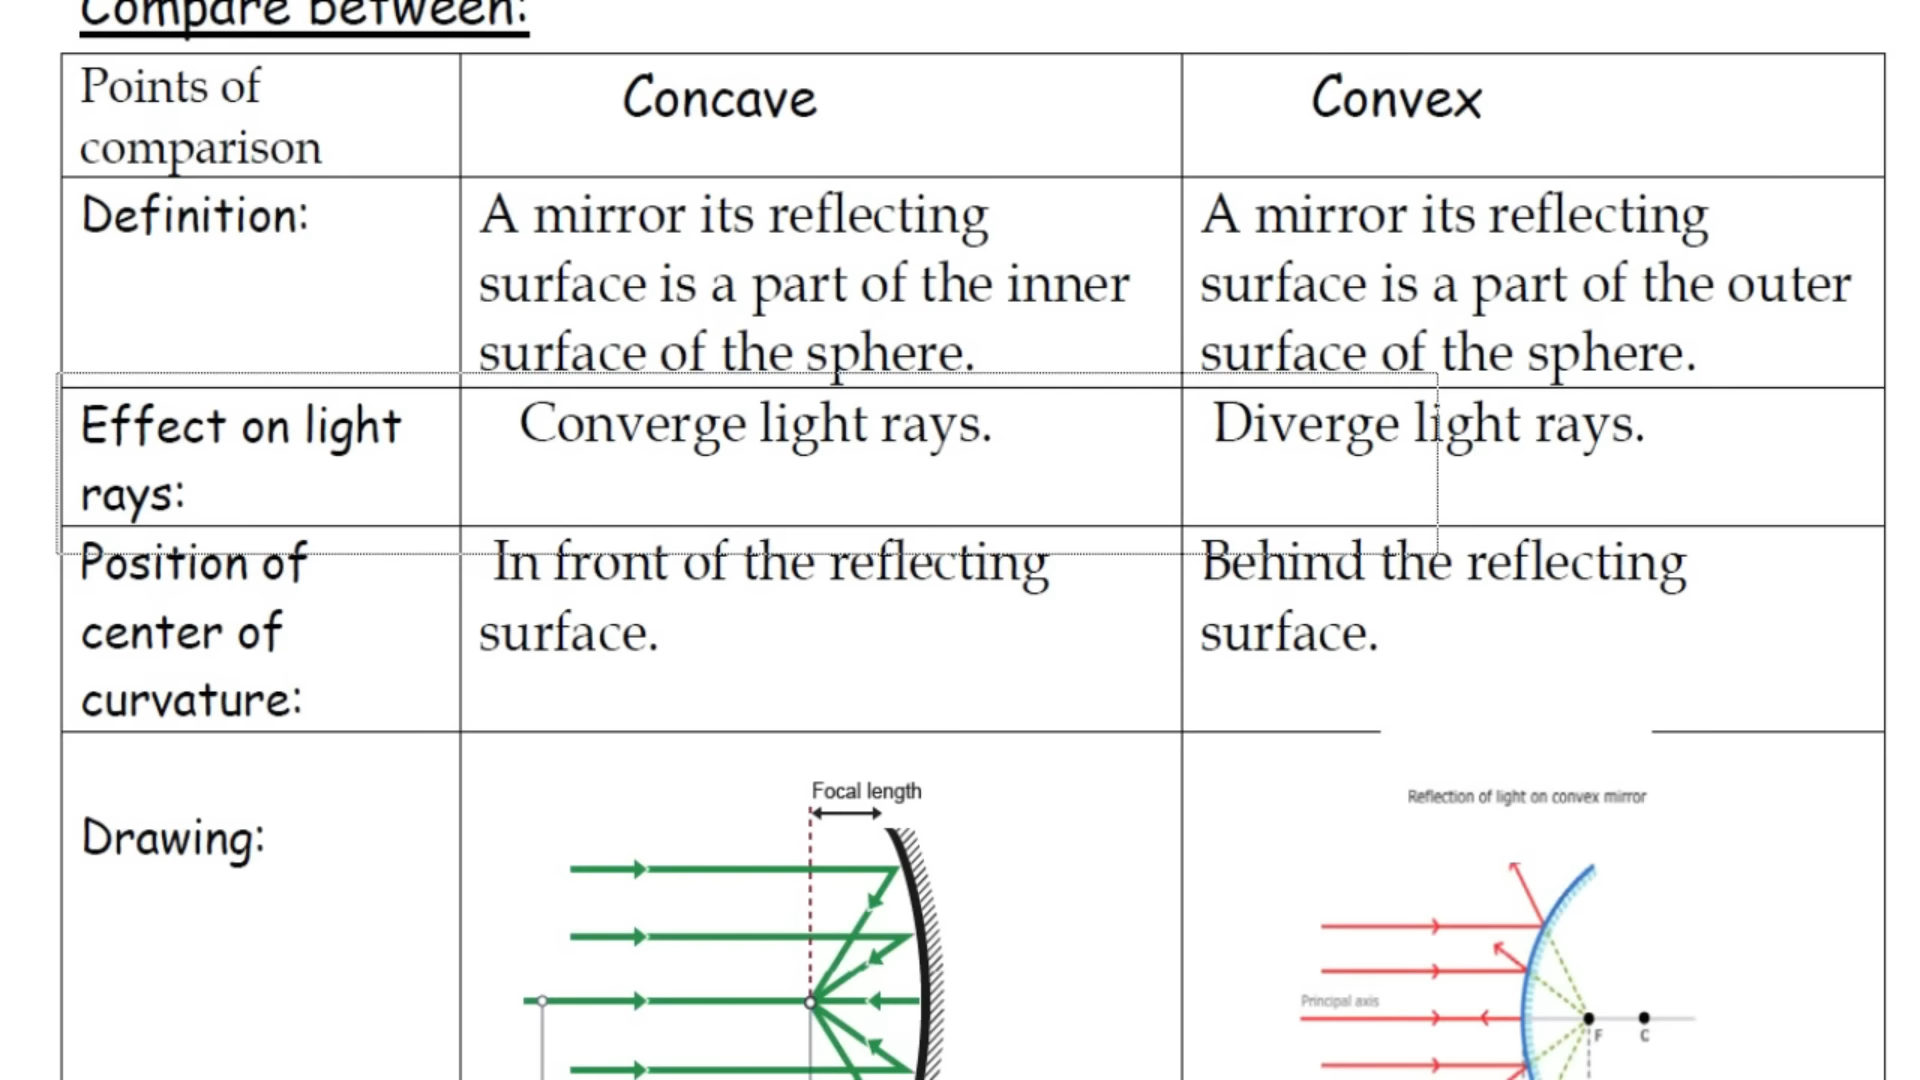 Compare between:
Points of
comparison
Concave
Convex
Definition:
A mirror its reflecting
surface is a part of the inner
surface of the sphere.
A mirror its reflecting
surface is a part of the outer
surface of the sphere.
Effect on light
rays:
Converge light rays.
Diverge light rays.
Position of
center of
curvature:
In front of the reflecting
surface.
Behind the reflecting
surface.
Drawing:
Focal length
Reflection of light on convex mirror
Principal axis
F
C